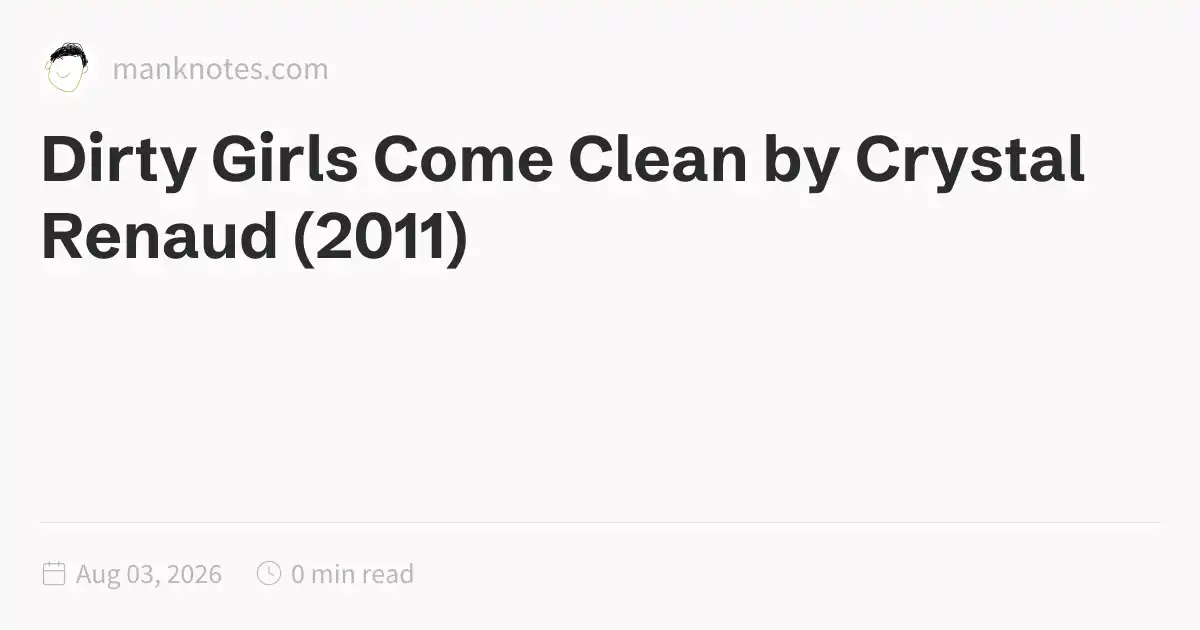 manknotes.com
Dirty Girls Come Clean by Crystal
Renaud (2011)
Aug 03, 2026 0 min read